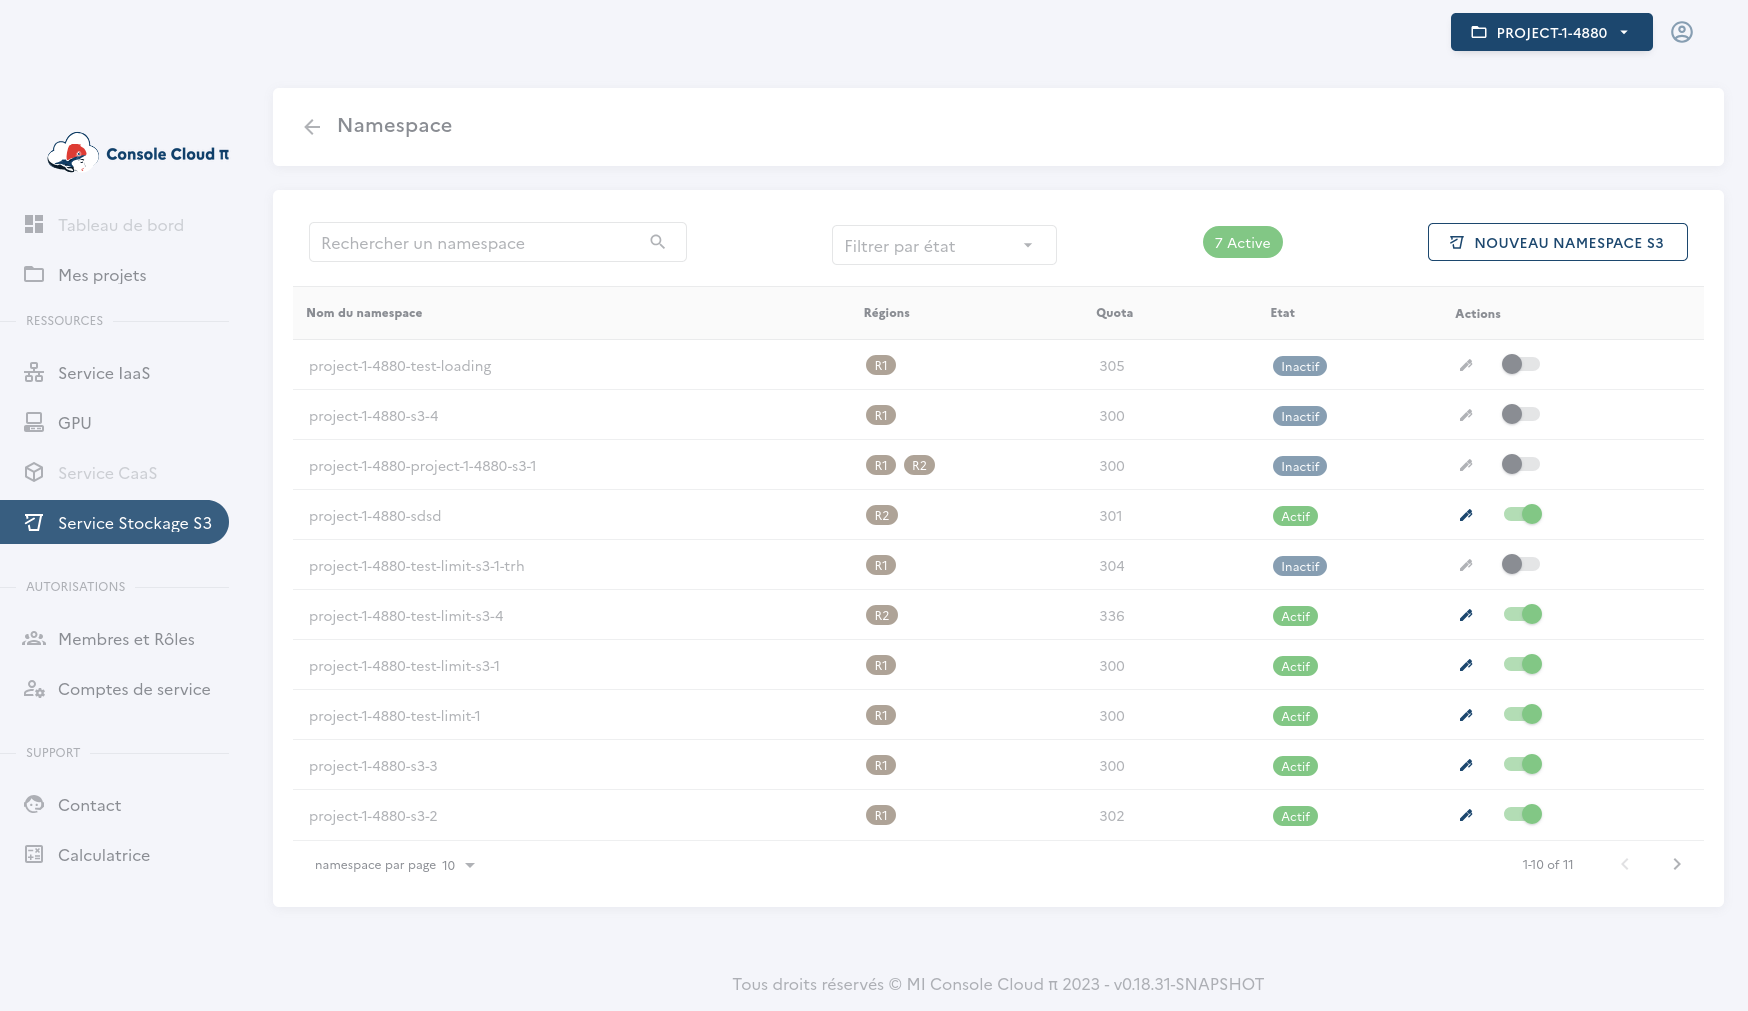 PROJECT-1-4880
Namespace
Console Cloud π
Tableau de bord
Mes projets
RESSOURCES
Service IaaS
GPU
Service CaaS
Service Stockage S3
AUTORISATIONS
Membres et Rôles
Comptes de service
SUPPORT
Contact
Calculatrice
Rechercher un namespace
Filtrer par état
7 Active
NOUVEAU NAMESPACE S3
Nom du namespace Régions Quota Etat Actions
project-1-4880-test-loading R1 305 Inactif
project-1-4880-s3-4 R1 300 Inactif
project-1-4880-project-1-4880-s3-1 R1 R2 300 Inactif
project-1-4880-sdsd R2 301 Actif
project-1-4880-test-limit-s3-1-trh R1 304 Inactif
project-1-4880-test-limit-s3-4 R2 336 Actif
project-1-4880-test-limit-s3-1 R1 300 Actif
project-1-4880-test-limit-1 R1 300 Actif
project-1-4880-s3-3 R1 300 Actif
project-1-4880-s3-2 R1 302 Actif
namespace par page 10
1-10 of 11
Tous droits réservés © MI Console Cloud π 2023 - v0.18.31-SNAPSHOT